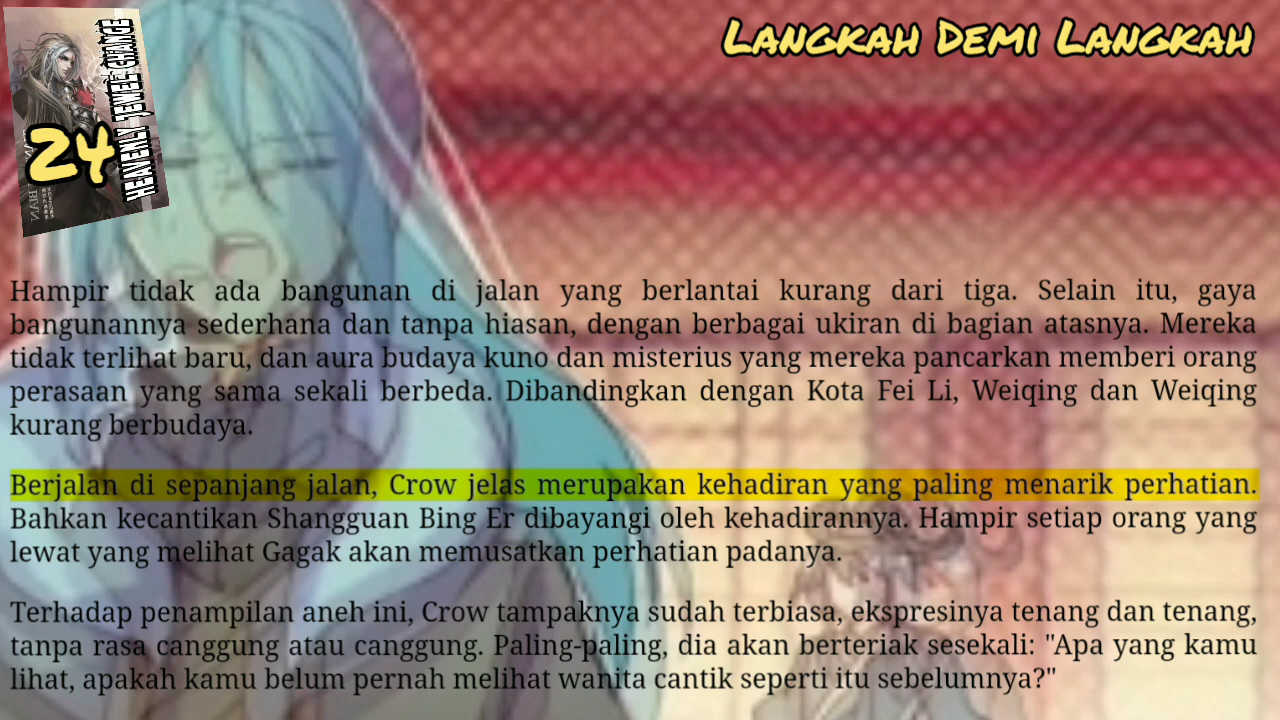 Langkah Demi Langkah
HEAVENLY JEWEL CHANGE
24
Hampir tidak ada bangunan di jalan yang berlantai kurang dari tiga. Selain itu, gaya
bangunannya sederhana dan tanpa hiasan, dengan berbagai ukiran di bagian atasnya. Mereka
tidak terlihat baru, dan aura budaya kuno dan misterius yang mereka pancarkan memberi orang
perasaan yang sama sekali berbeda. Dibandingkan dengan Kota Fei Li, Weiqing dan Weiqing
kurang berbudaya.
Berjalan di sepanjang jalan, Crow jelas merupakan kehadiran yang paling menarik perhatian.
Bahkan kecantikan Shangguan Bing Er dibayangi oleh kehadirannya. Hampir setiap orang yang
lewat yang melihat Gagak akan memusatkan perhatian padanya.
Terhadap penampilan aneh ini, Crow tampaknya sudah terbiasa, ekspresinya tenang dan tenang,
tanpa rasa canggung atau canggung. Paling-paling, dia akan berteriak sesekali: "Apa yang kamu
lihat, apakah kamu belum pernah melihat wanita cantik seperti itu sebelumnya?"